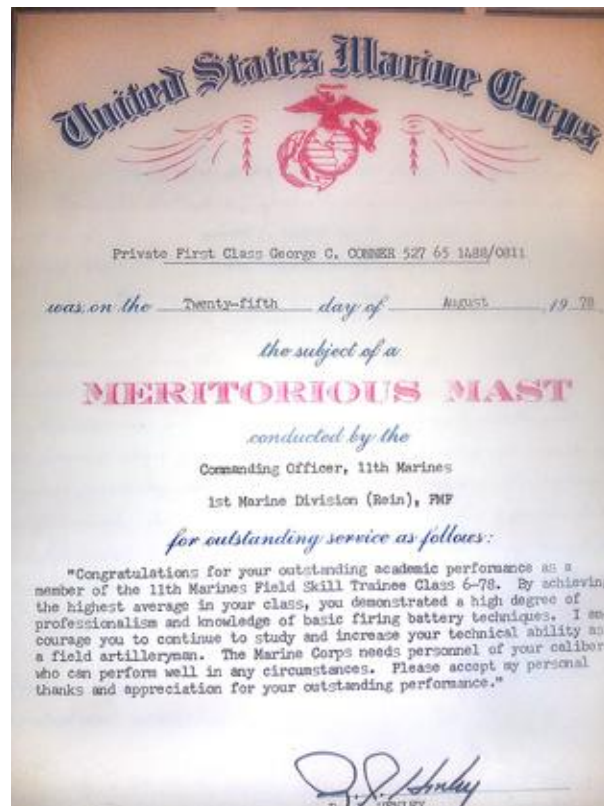 United States Marine Corps
Private First Class George C. CONNER
was on the Twenty-fifth day of August 19 78
the subject of a
MERITORIOUS MAST
conducted by the
Commanding Officer, 11th Marines
1st Marine Division (Rein), FMF
for outstanding service as follows:
"Congratulations for your outstanding academic performance as a
member of the 11th Marines Field Skill Trainee Class 6-78. By achieving
the highest average in your class, you demonstrated a high degree of
professionalism and knowledge of basic firing battery techniques. I en
courage you to continue to study and increase your technical ability as
a field artilleryman. The Marine Corps needs personnel of your caliber
who can perform well in any circumstances. Please accept my personal
thanks and appreciation for your outstanding performance."
HENLEY